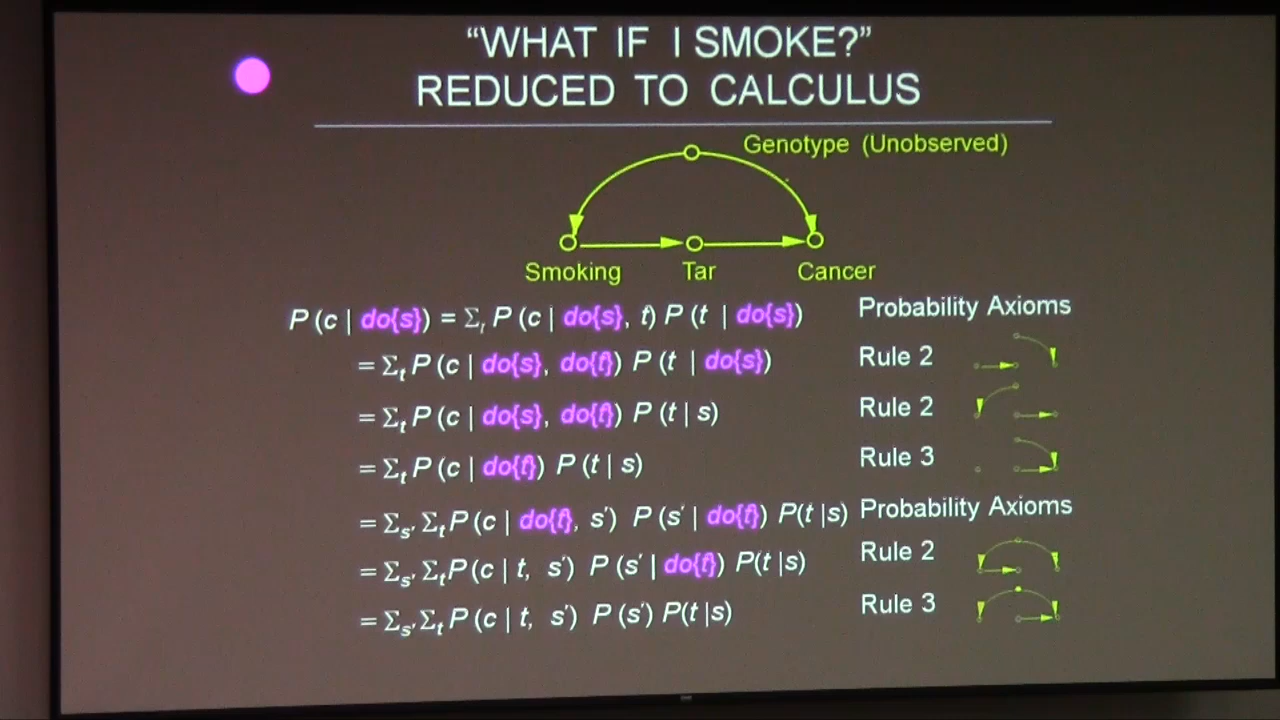 “WHAT IF I SMOKE?”
REDUCED TO CALCULUS
Genotype (Unobserved)
Smoking Tar Cancer
P (c | do{s}) = Σt P (c | do{s}, t) P (t | do{s}) Probability Axioms
= Σt P (c | do{s}, do{t}) P (t | do{s}) Rule 2
= Σt P (c | do{s}, do{t}) P (t | s) Rule 2
= Σt P (c | do{t}) P (t | s) Rule 3
= Σs' Σt P (c | do{t}, s') P (s' | do{t}) P(t |s) Probability Axioms
= Σs' Σt P (c | t, s') P (s' | do{t}) P(t |s) Rule 2
= Σs' Σt P (c | t, s') P (s') P(t |s) Rule 3